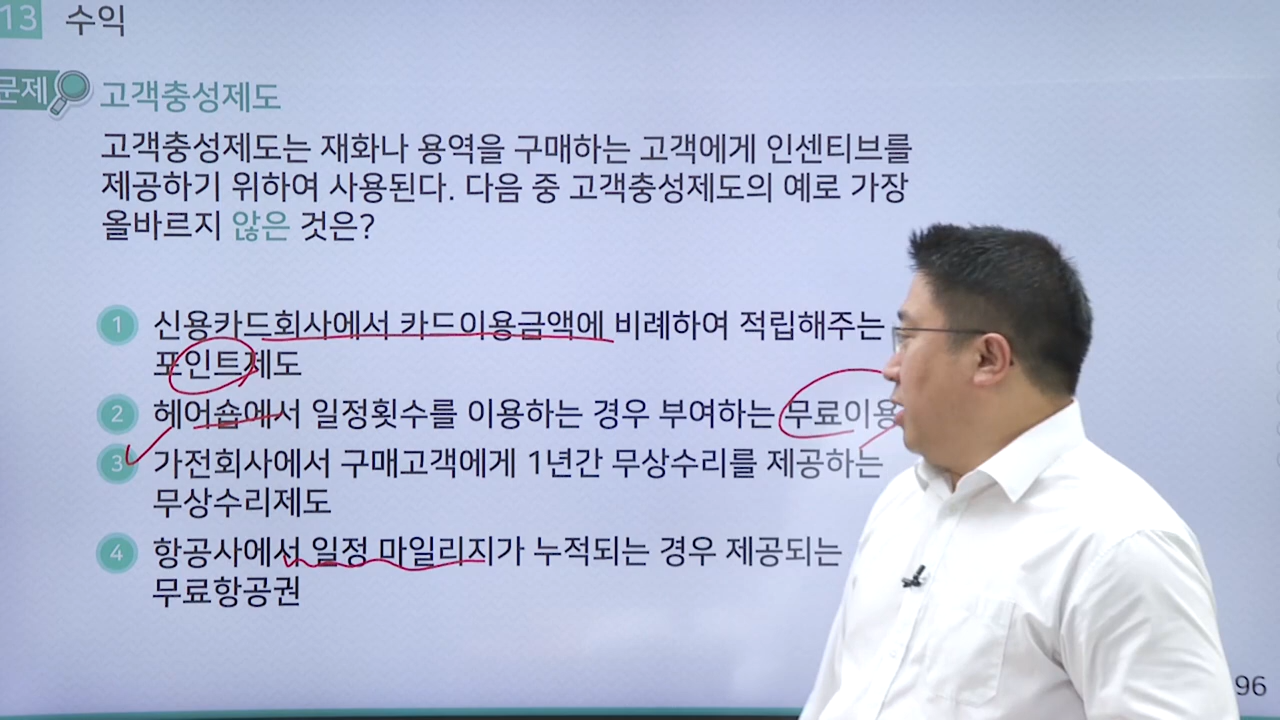 13 수익
문제 고객충성제도
고객충성제도는 재화나 용역을 구매하는 고객에게 인센티브를
제공하기 위하여 사용된다. 다음 중 고객충성제도의 예로 가장
올바르지 않은 것은?
1 신용카드회사에서 카드이용금액에 비례하여 적립해주는
포인트제도
2 헤어숍에서 일정횟수를 이용하는 경우 부여하는 무료이용
3 가전회사에서 구매고객에게 1년간 무상수리를 제공하는
무상수리제도
4 항공사에서 일정 마일리지가 누적되는 경우 제공되는
무료항공권
96